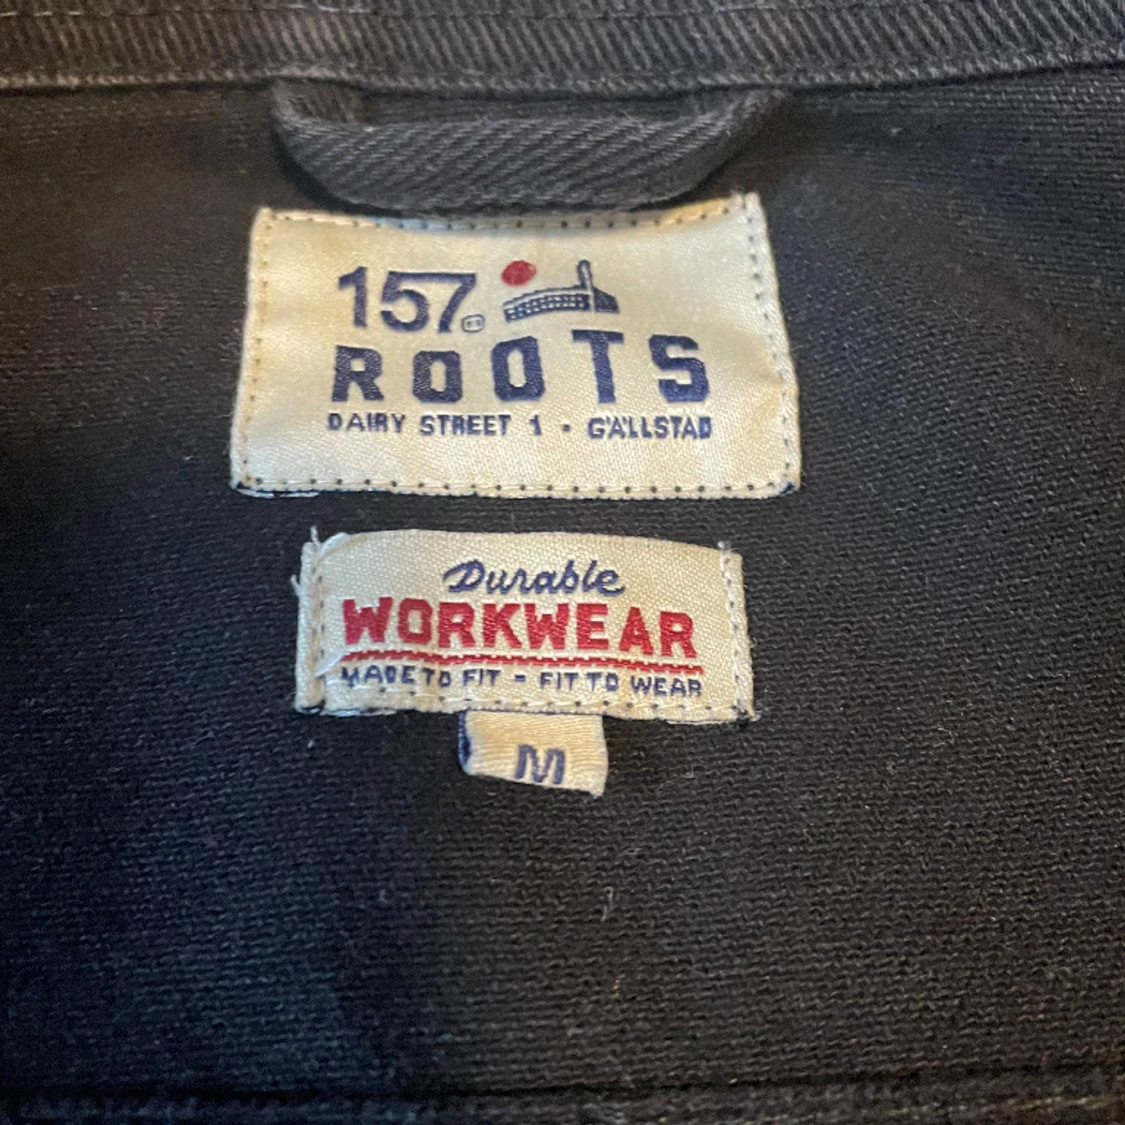 157
ROOTS
DAIRY STREET 1 - GÄLLSTAD
Durable
WORKWEAR
MADE TO FIT - FIT TO WEAR
M